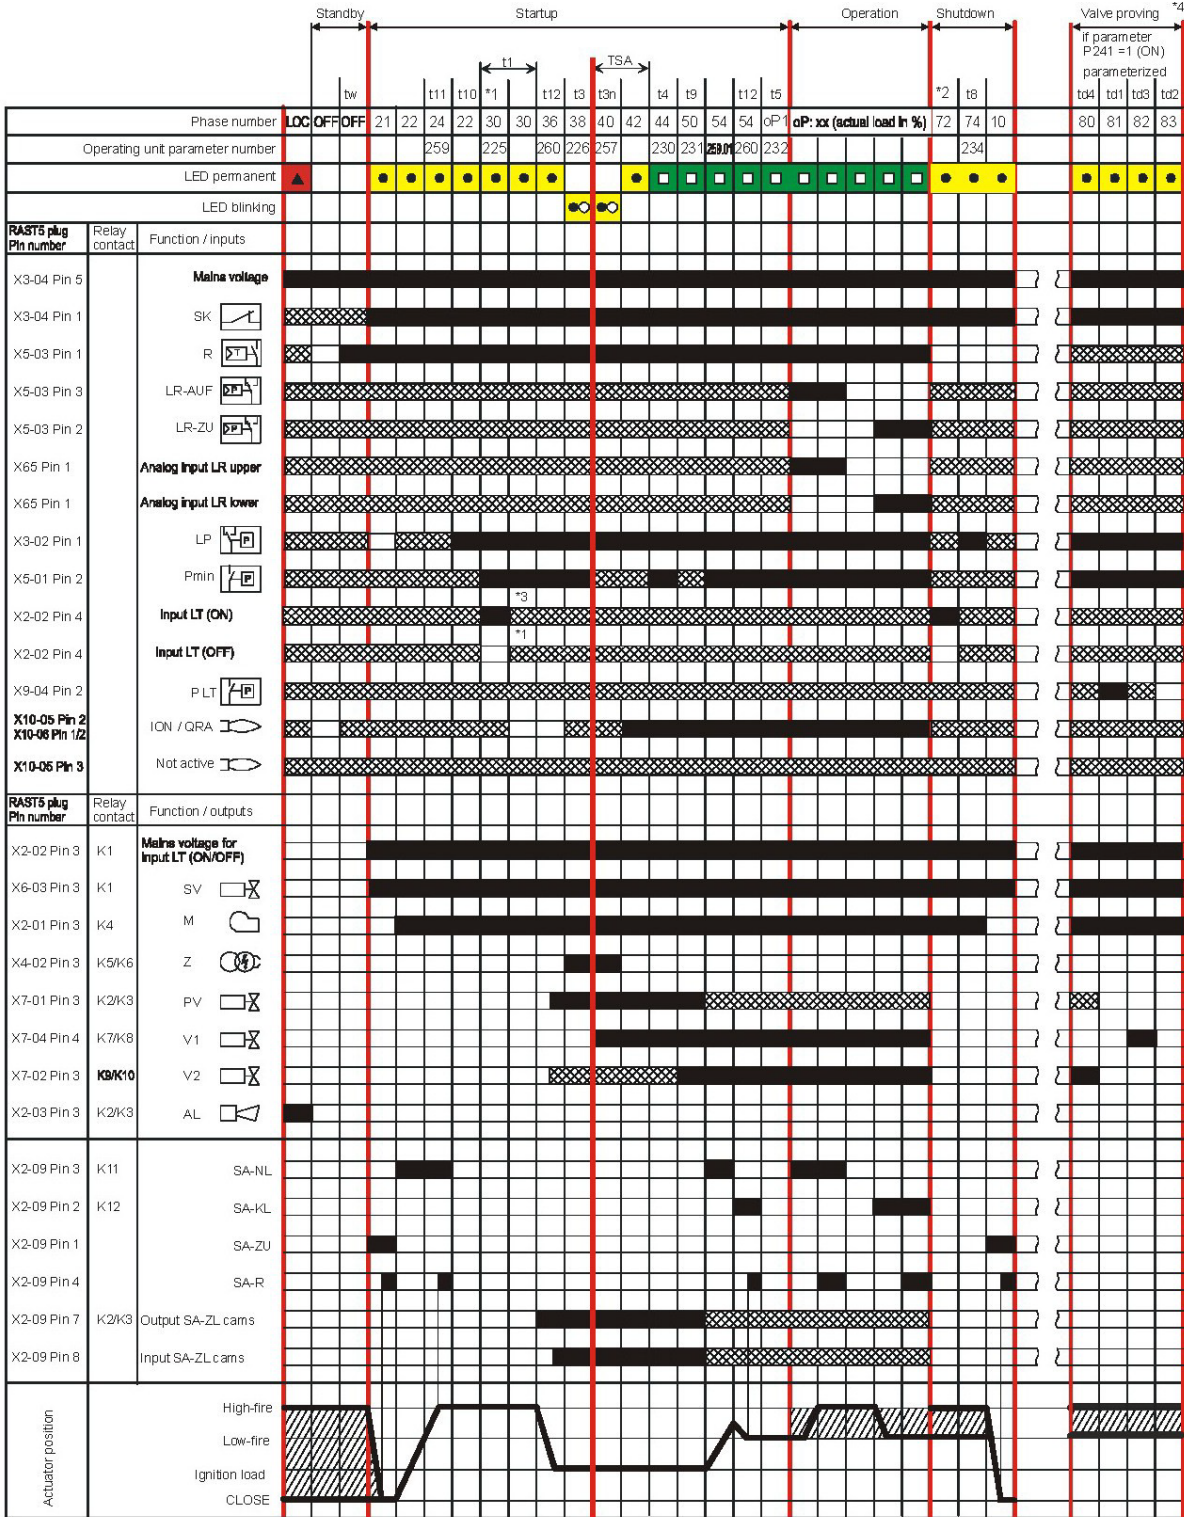 Standby Startup Operation Shutdown Valve proving *4
if parameter
P241 =1 (ON)
parameterized
t1 TSA
tw t11 t10 *1 t12 t3 t3n t4 t9 t12 t5 *2 t8 td4 td1 td3 td2
Phase number LOC OFF OFF 21 22 24 22 30 30 36 38 40 42 44 50 54 54 oP1 oP: xx (actual load in %) 72 74 10 80 81 82 83
Operating unit parameter number 259 225 260 226 257 230 231 259.01 260 232 234
LED permanent
LED blinking
RAST5 plug Relay
Pin number contact Function / inputs
X3-04 Pin 5 Mains voltage
X3-04 Pin 1 SK
X5-03 Pin 1 R T
X5-03 Pin 3 LR-AUF P
X5-03 Pin 2 LR-ZU P
X65 Pin 1 Analog input LR upper
X65 Pin 1 Analog input LR lower
X3-02 Pin 1 LP P
X5-01 Pin 2 Pmin P
*3
X2-02 Pin 4 Input LT (ON)
*1
X2-02 Pin 4 Input LT (OFF)
X9-04 Pin 2 P LT P
X10-05 Pin 2
X10-06 Pin 1/2 ION / QRA
X10-05 Pin 3 Not active
RAST5 plug Relay
Pin number contact Function / outputs
X2-02 Pin 3 K1 Mains voltage for
Input LT (ON/OFF)
X6-03 Pin 3 K1 SV
X2-01 Pin 3 K4 M
X4-02 Pin 3 K5/K6 Z
X7-01 Pin 3 K2/K3 PV
X7-04 Pin 4 K7/K8 V1
X7-02 Pin 3 K9/K10 V2
X2-03 Pin 3 K2/K3 AL
X2-09 Pin 3 K11 SA-NL
X2-09 Pin 2 K12 SA-KL
X2-09 Pin 1 SA-ZU
X2-09 Pin 4 SA-R
X2-09 Pin 7 K2/K3 Output SA-ZL cams
X2-09 Pin 8 Input SA-ZL cams
Actuator position
High-fire
Low-fire
Ignition load
CLOSE